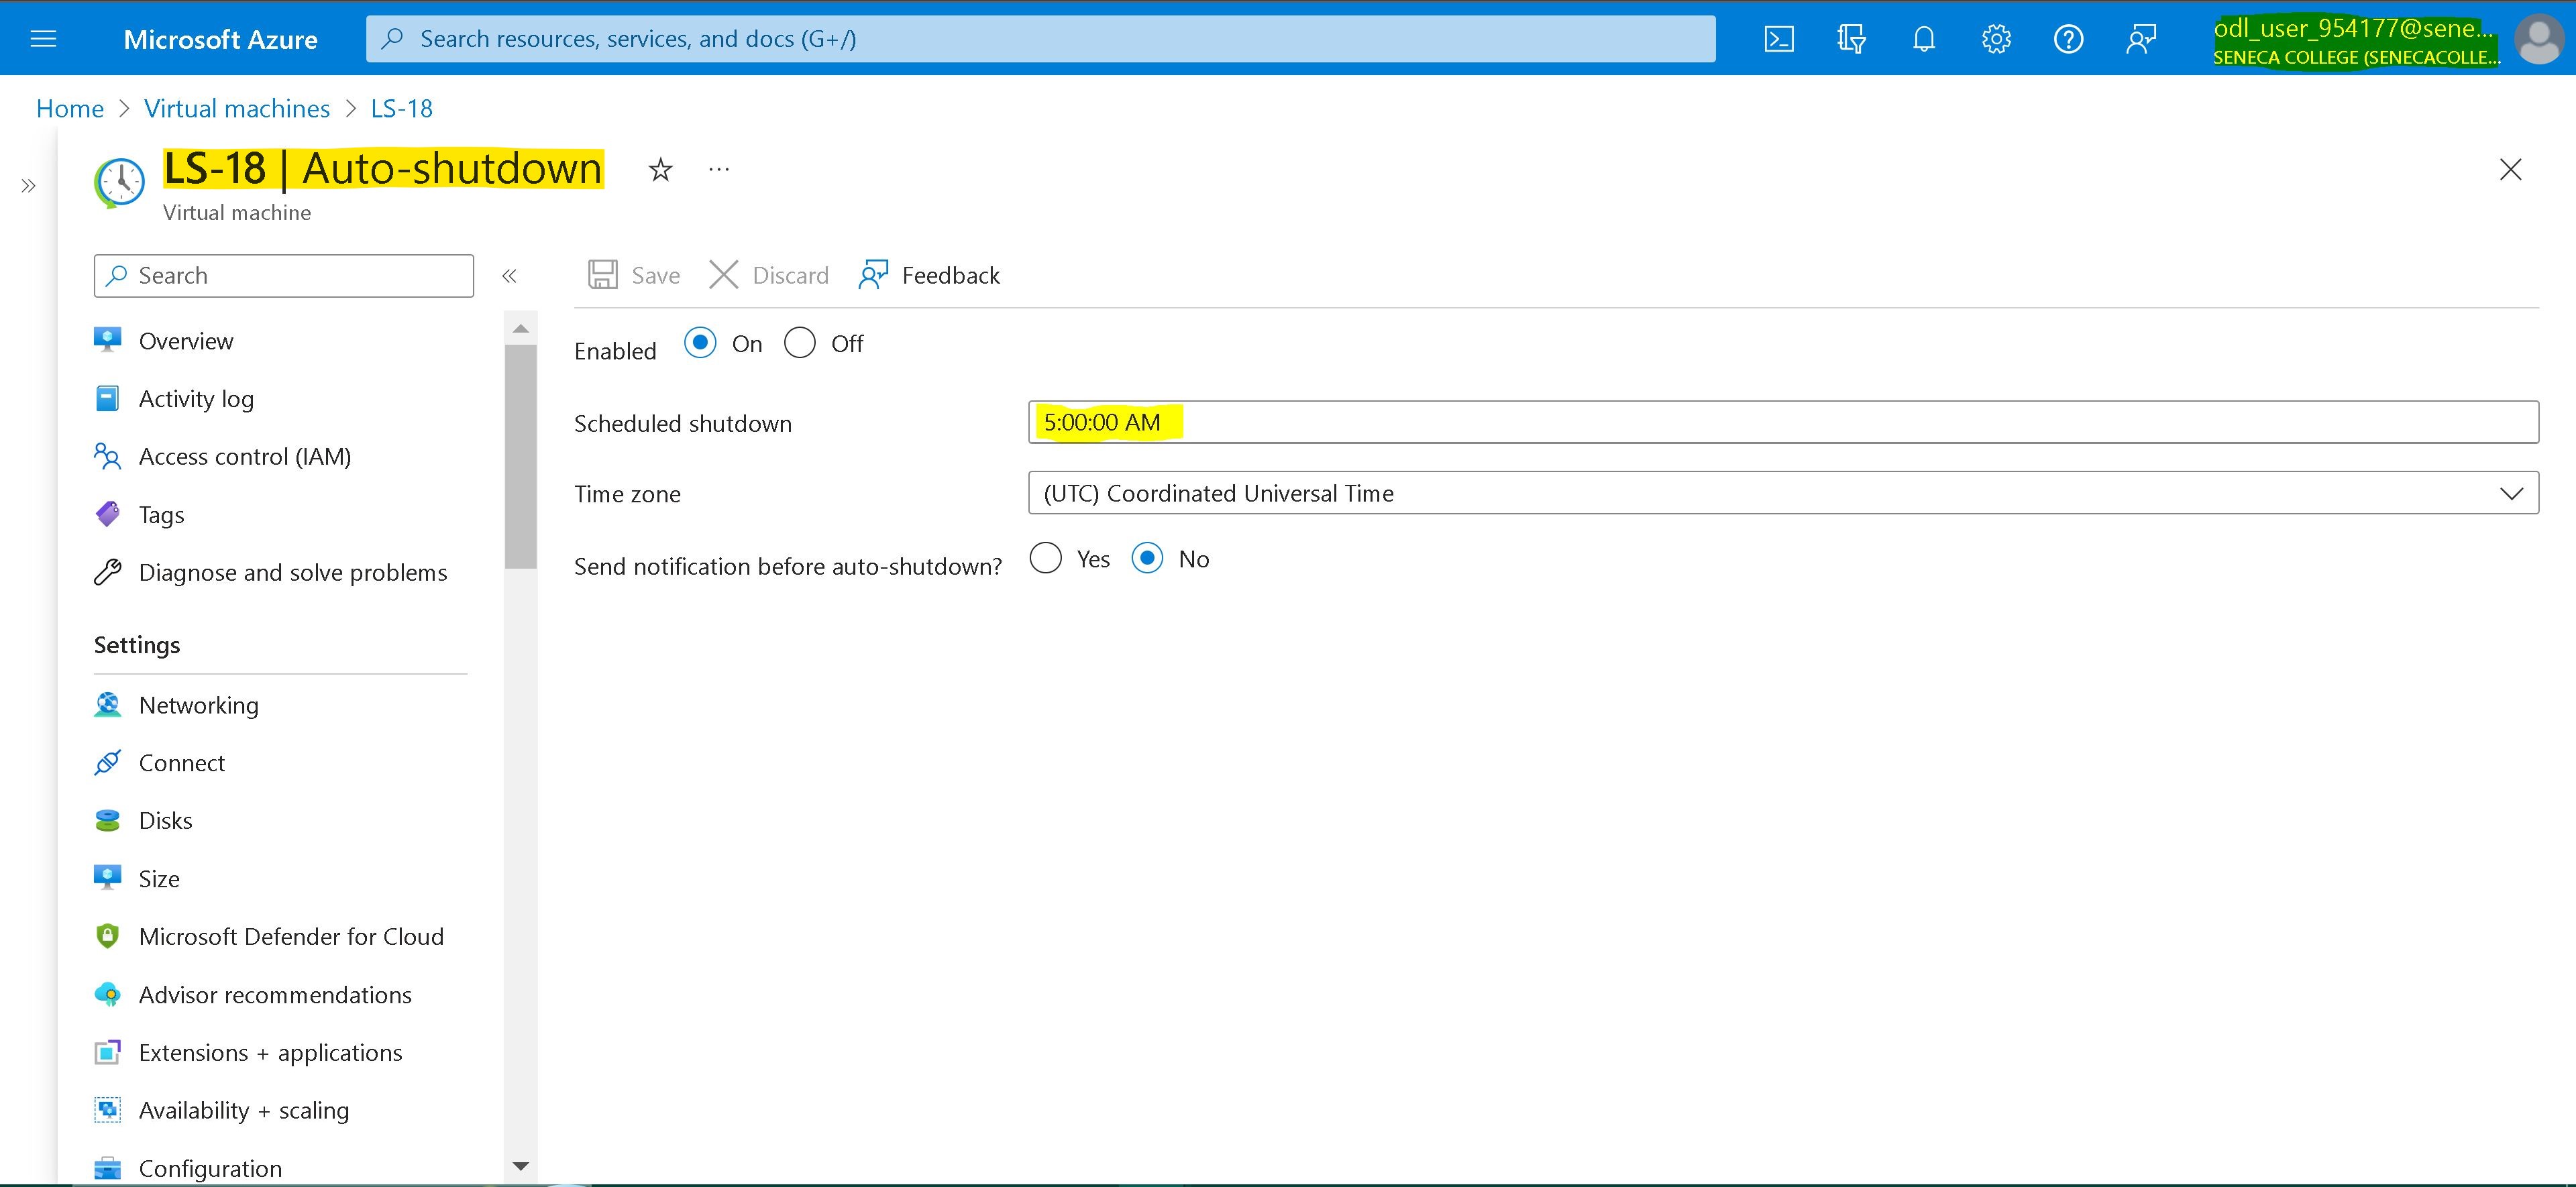 Microsoft Azure
Search resources, services, and docs (G+/)
odl_user_954177@sene...
SENECA COLLEGE (SENECACOLLE...
Home > Virtual machines > LS-18
LS-18 | Auto-shutdown
Virtual machine
Search
Save Discard Feedback
Overview
Activity log
Access control (IAM)
Tags
Diagnose and solve problems
Settings
Networking
Connect
Disks
Size
Microsoft Defender for Cloud
Advisor recommendations
Extensions + applications
Availability + scaling
Configuration
Enabled On Off
Scheduled shutdown 5:00:00 AM
Time zone (UTC) Coordinated Universal Time
Send notification before auto-shutdown? Yes No